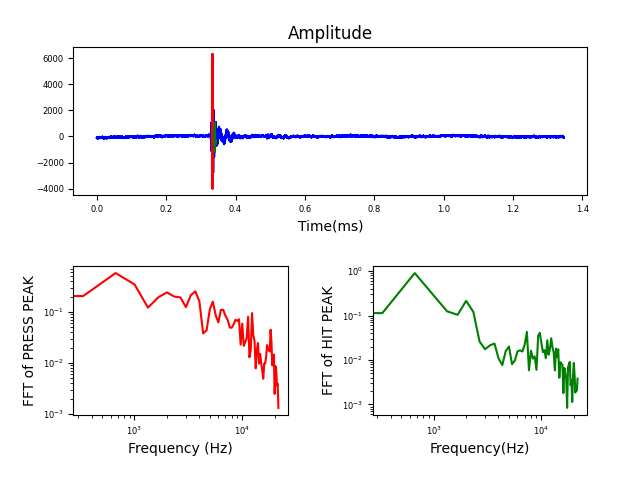 Amplitude
6000
4000
2000
0
−2000
−4000
0.0 0.2 0.4 0.6 0.8 1.0 1.2 1.4
Time(ms)
FFT of PRESS PEAK
10⁻¹
10⁻²
10⁻³
10³ 10⁴
Frequency (Hz)
FFT of HIT PEAK
10⁰
10⁻¹
10⁻²
10⁻³
10³ 10⁴
Frequency(Hz)